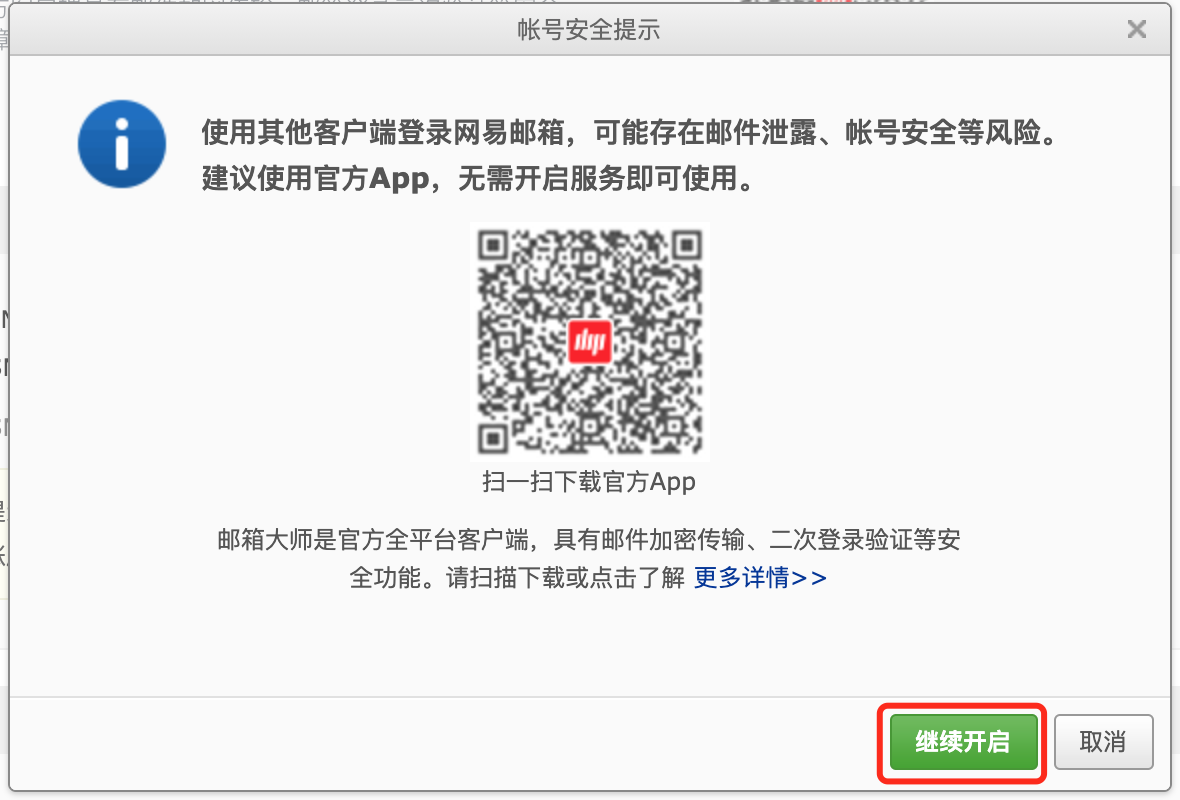 帐号安全提示
使用其他客户端登录网易邮箱，可能存在邮件泄露、帐号安全等风险。
建议使用官方App，无需开启服务即可使用。
扫一扫下载官方App
邮箱大师是官方全平台客户端，具有邮件加密传输、二次登录验证等安
全功能。请扫描下载或点击了解 更多详情>>
继续开启
取消